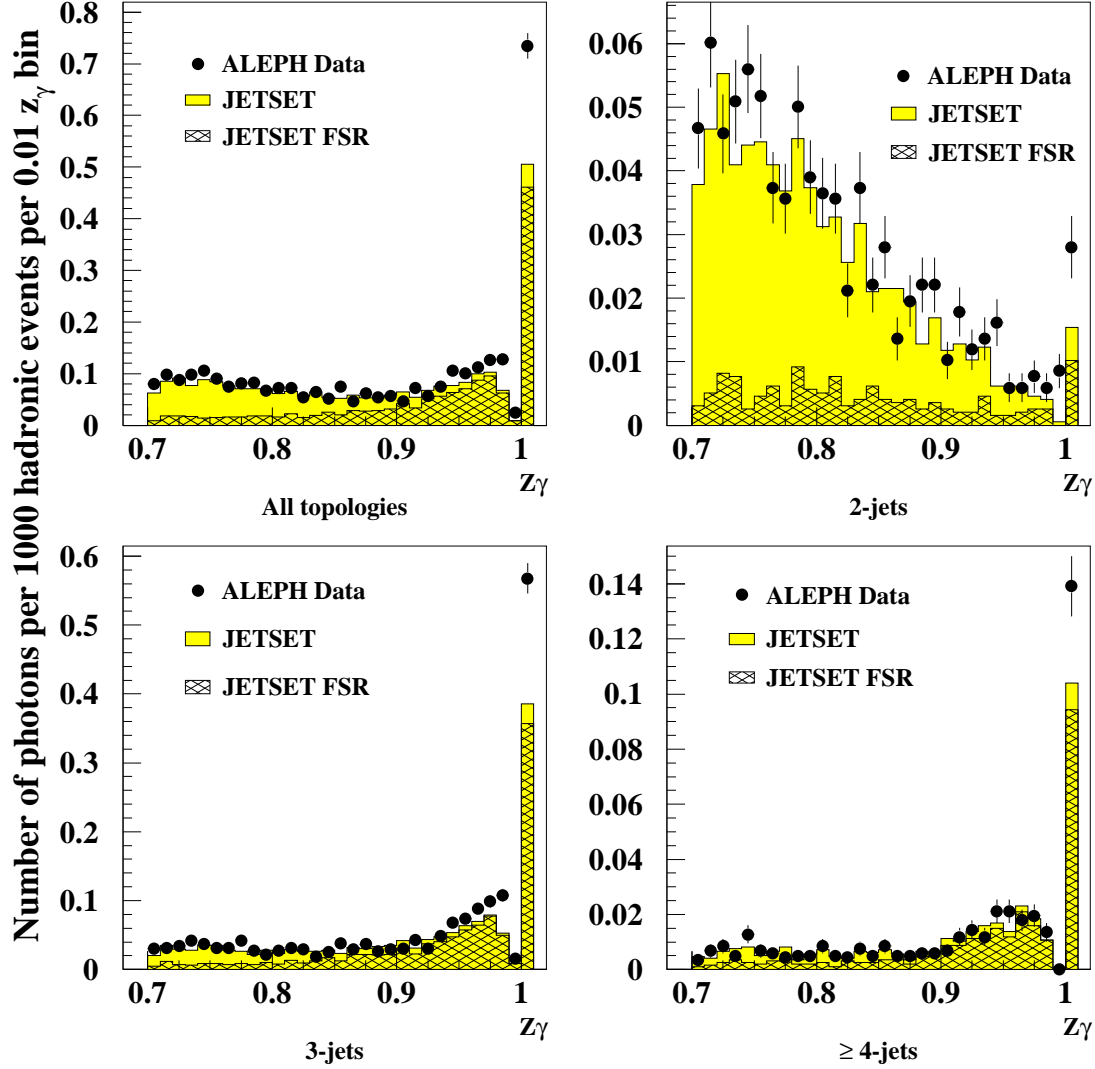 Number of photons per 1000 hadronic events per 0.01 zγ bin
0.8
0.7
0.6
0.5
0.4
0.3
0.2
0.1
0
ALEPH Data
JETSET
JETSET FSR
0.7 0.8 0.9 1
zγ
All topologies
0.06
0.05
0.04
0.03
0.02
0.01
0
ALEPH Data
JETSET
JETSET FSR
0.7 0.8 0.9 1
zγ
2-jets
0.6
0.5
0.4
0.3
0.2
0.1
0
ALEPH Data
JETSET
JETSET FSR
0.7 0.8 0.9 1
zγ
3-jets
0.14
0.12
0.1
0.08
0.06
0.04
0.02
0
ALEPH Data
JETSET
JETSET FSR
0.7 0.8 0.9 1
zγ
≥ 4-jets